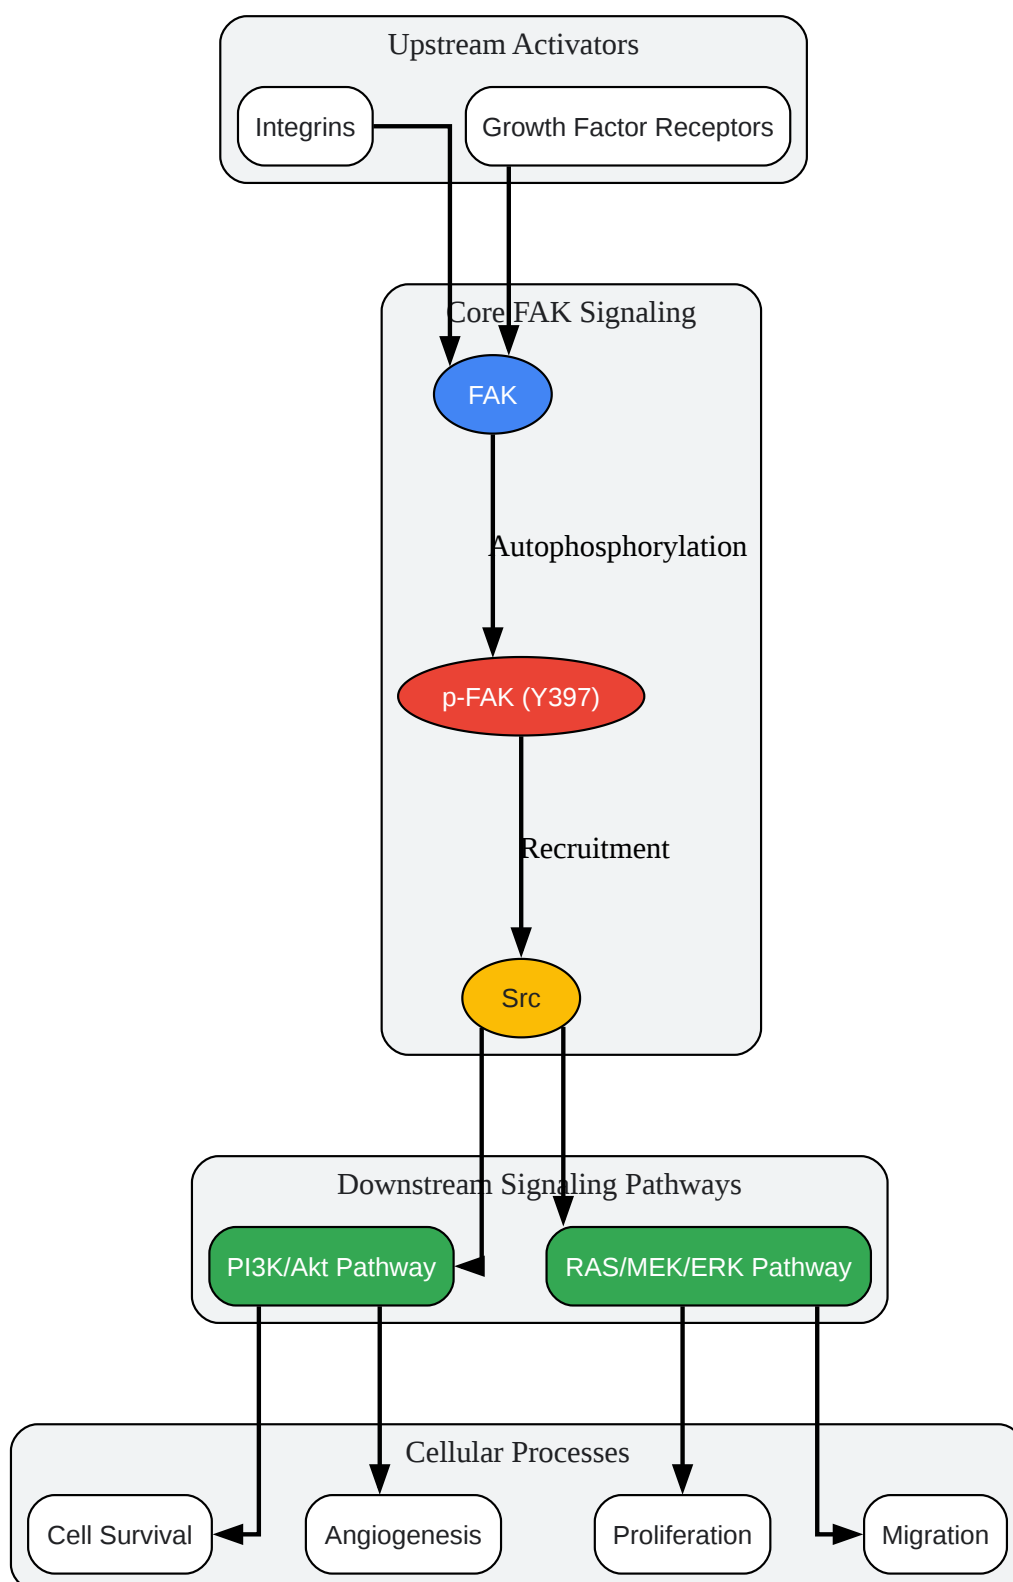 Upstream Activators
Integrins
Growth Factor Receptors
Core FAK Signaling
FAK
Autophosphorylation
p-FAK (Y397)
Recruitment
Src
Downstream Signaling Pathways
PI3K/Akt Pathway
RAS/MEK/ERK Pathway
Cellular Processes
Cell Survival
Angiogenesis
Proliferation
Migration